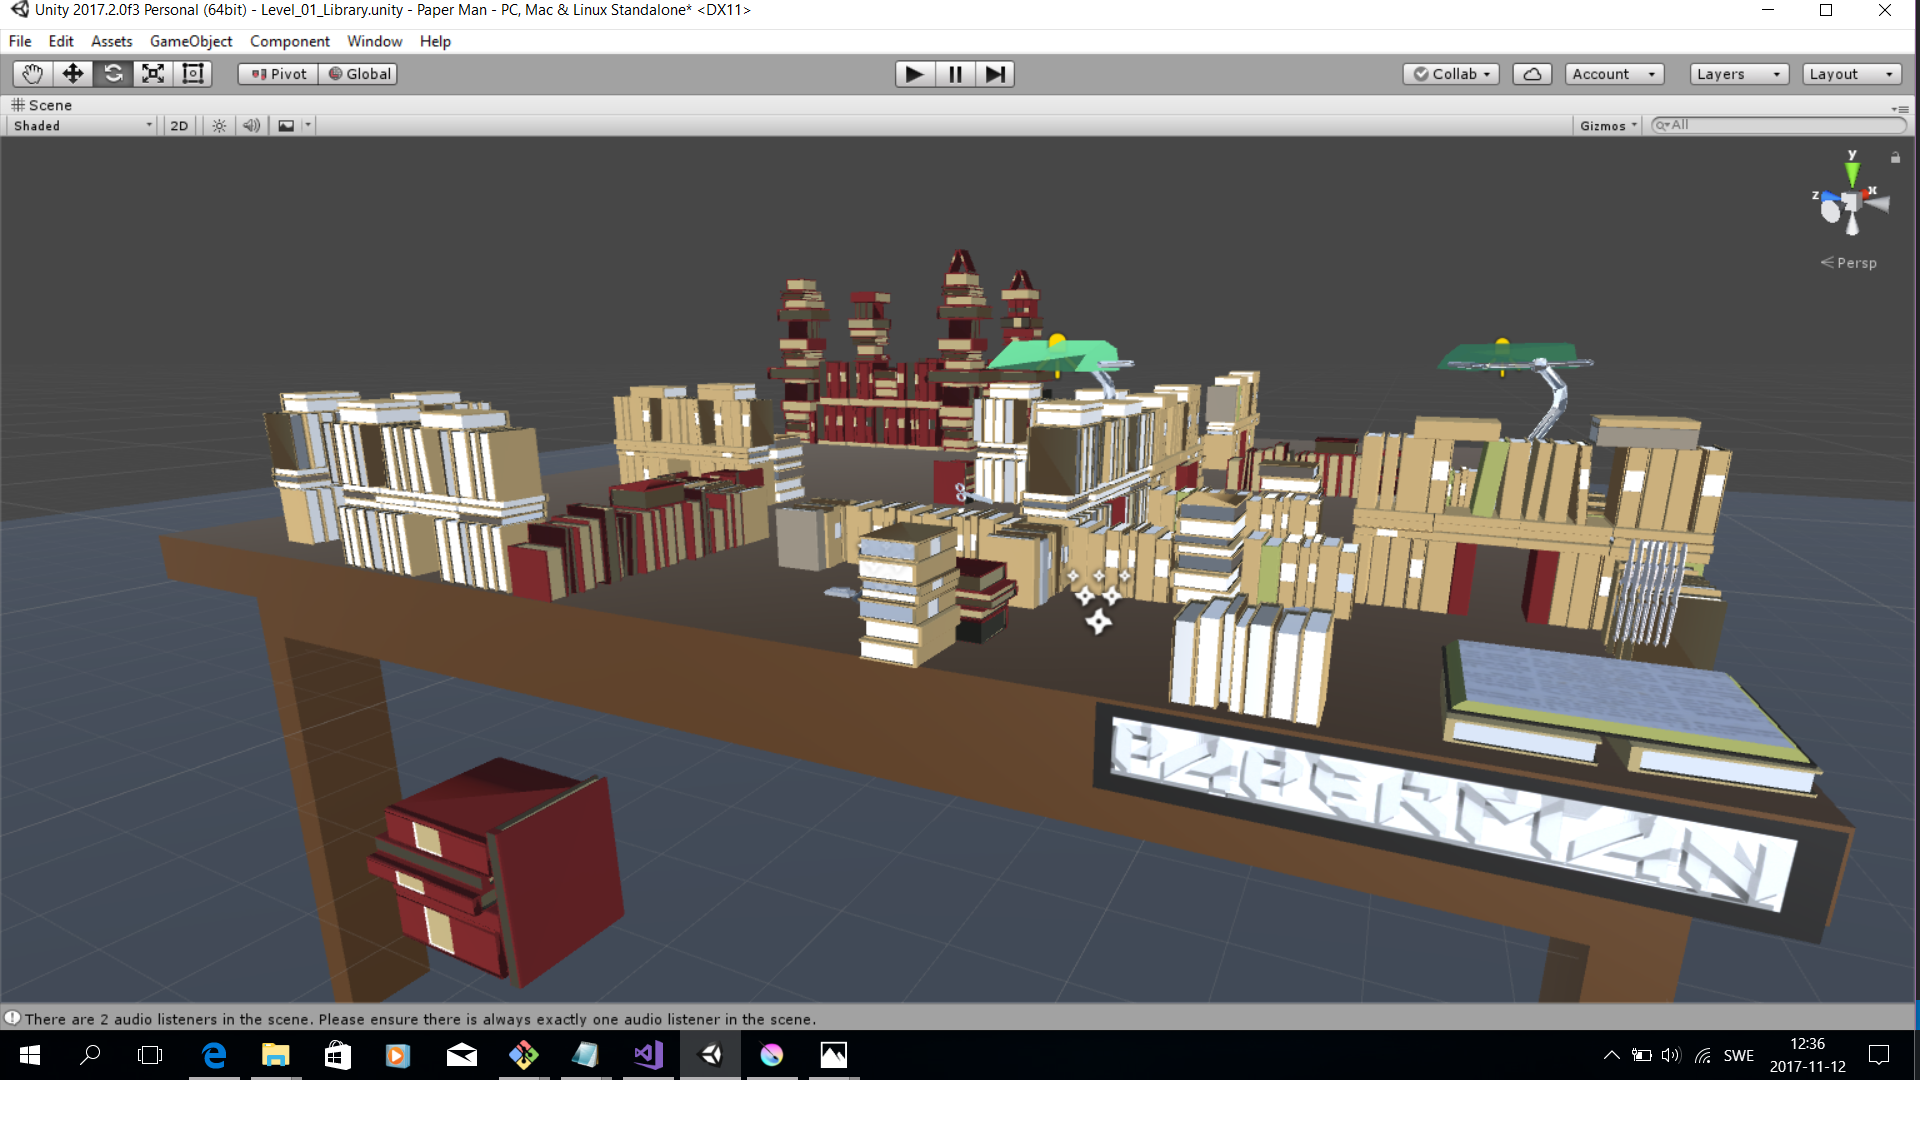 Unity 2017.2.0f3 Personal (64bit) - Level_01_Library.unity - Paper Man - PC, Mac & Linux Standalone* <DX11>
File Edit Assets GameObject Component Window Help
Pivot Global Collab Account Layers Layout
Scene
Shaded 2D Gizmos All
y
z x
Persp
PAPERMAN
There are 2 audio listeners in the scene. Please ensure there is always exactly one audio listener in the scene.
SWE
12:36
2017-11-12